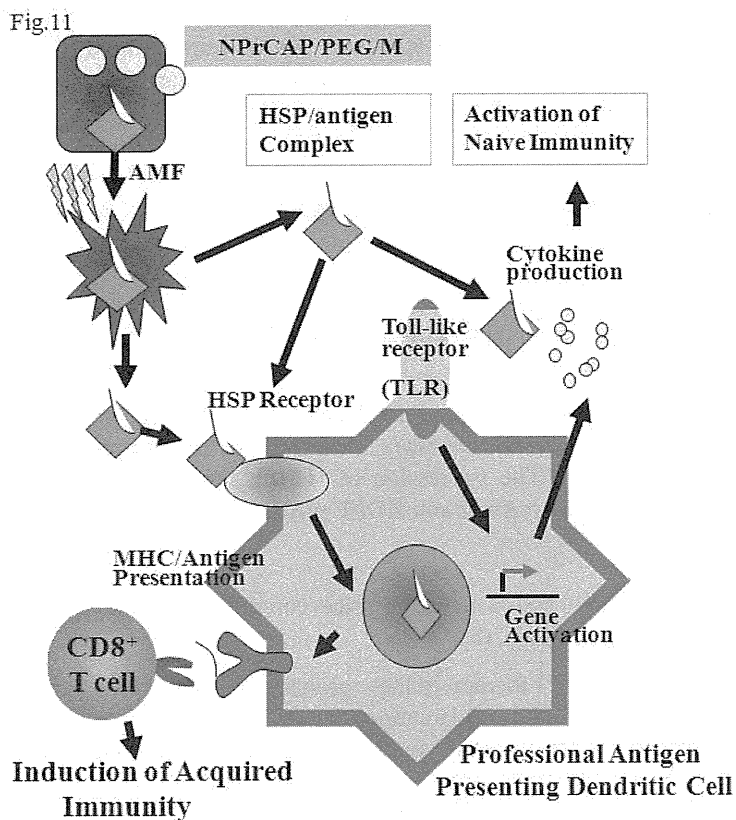 Fig.11
NPrCAP/PEG/M
HSP/antigen
Complex
Activation of
Naive Immunity
AMF
Cytokine
production
Toll-like
receptor
(TLR)
HSP Receptor
MHC/Antigen
Presentation
Gene
Activation
CD8⁺
T cell
Induction of Acquired
Immunity
Professional Antigen
Presenting Dendritic Cell